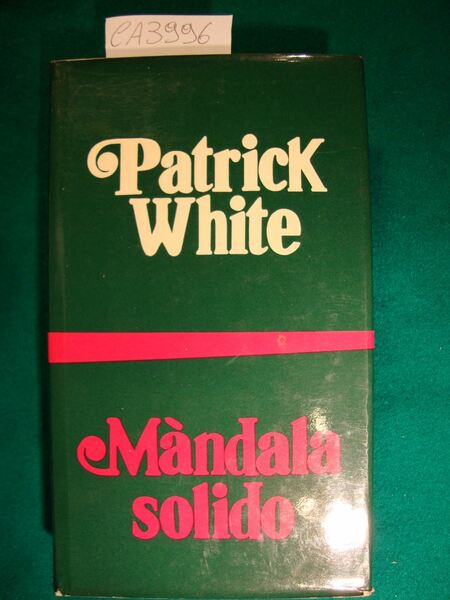 CA3996
Patrick
White
Màndala
solido